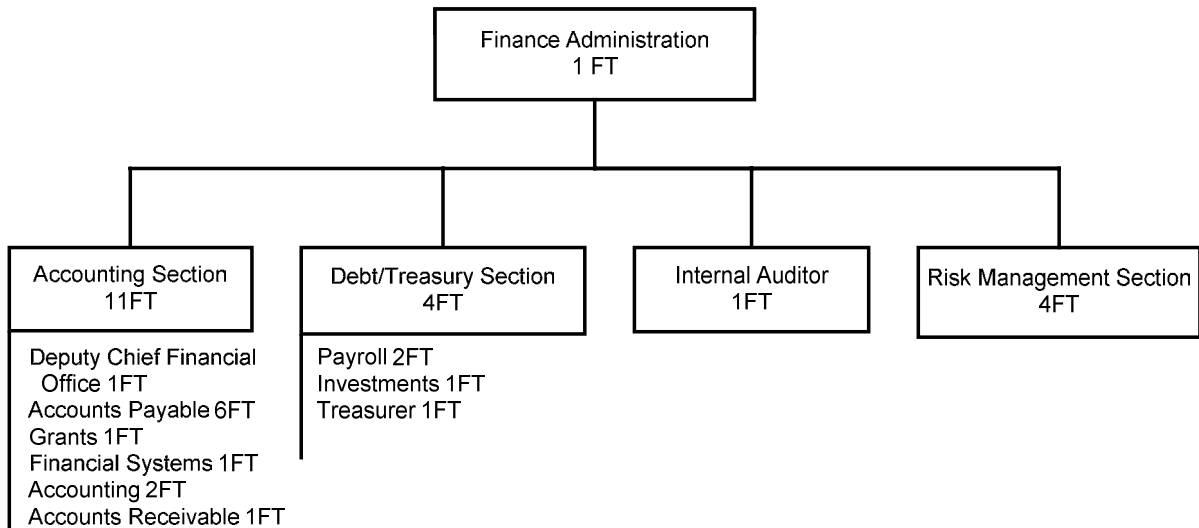 Finance Administration
1 FT
Accounting Section
11FT
Deputy Chief Financial
Office 1FT
Accounts Payable 6FT
Grants 1FT
Financial Systems 1FT
Accounting 2FT
Accounts Receivable 1FT
Debt/Treasury Section
4FT
Payroll 2FT
Investments 1FT
Treasurer 1FT
Internal Auditor
1FT
Risk Management Section
4FT